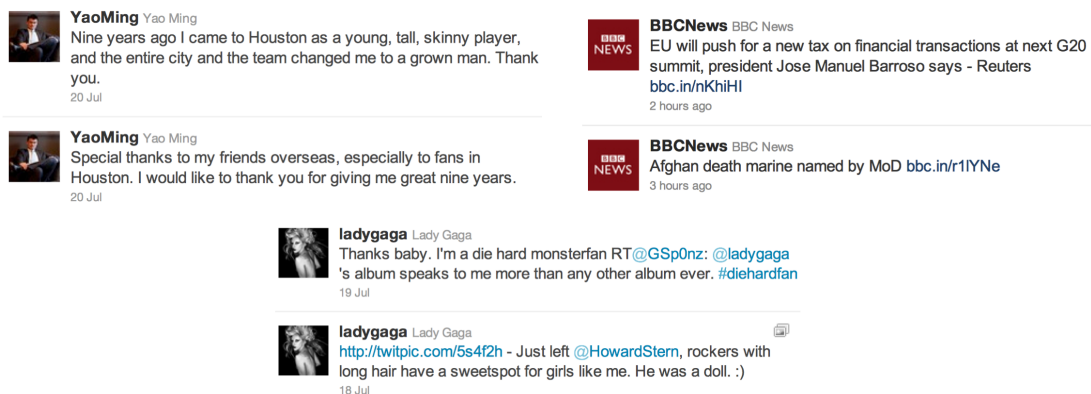 YaoMing Yao Ming
Nine years ago I came to Houston as a young, tall, skinny player,
and the entire city and the team changed me to a grown man. Thank
you.
20 Jul
YaoMing Yao Ming
Special thanks to my friends overseas, especially to fans in
Houston. I would like to thank you for giving me great nine years.
20 Jul
BBC
NEWS
BBCNews BBC News
EU will push for a new tax on financial transactions at next G20
summit, president Jose Manuel Barroso says - Reuters
bbc.in/nKhiHI
2 hours ago
BBC
NEWS
BBCNews BBC News
Afghan death marine named by MoD bbc.in/r1lYNe
3 hours ago
ladygaga Lady Gaga
Thanks baby. I'm a die hard monsterfan RT@GSp0nz: @ladygaga
's album speaks to me more than any other album ever. #diehardfan
19 Jul
ladygaga Lady Gaga
http://twitpic.com/5s4f2h - Just left @HowardStern, rockers with
long hair have a sweetspot for girls like me. He was a doll. :)
18 Jul